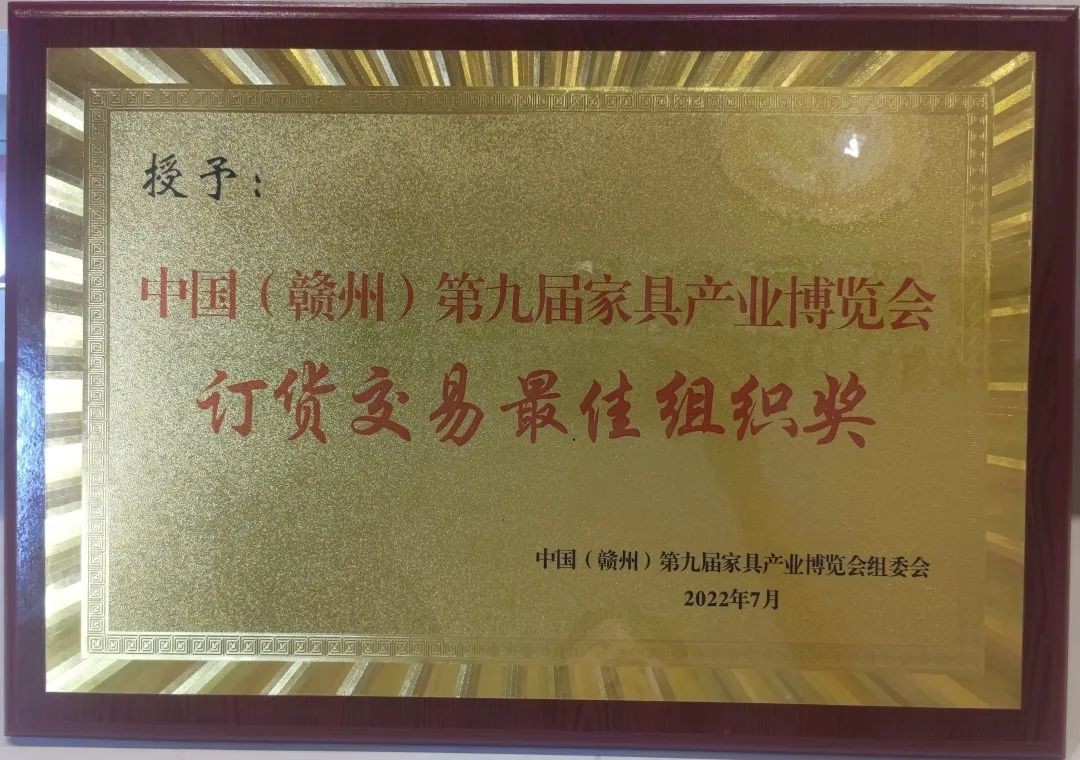 授予：
中国（赣州）第九届家具产业博览会
订货交易最佳组织奖
中国（赣州）第九届家具产业博览会组委会
2022年7月